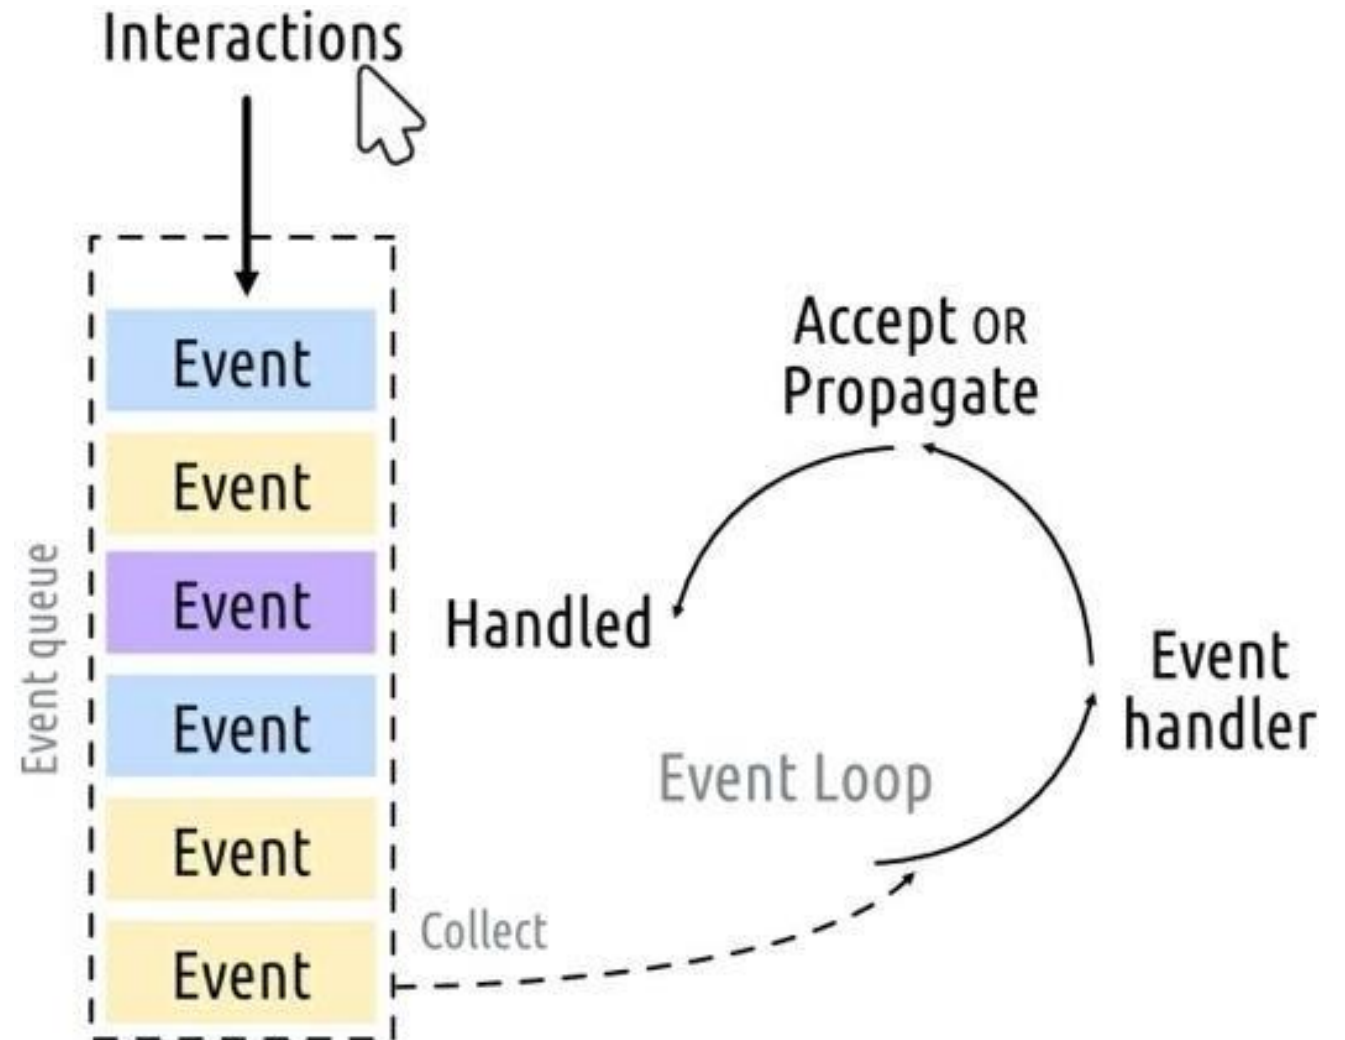 Interactions
Event
Event
Event
Event
Event
Event
Event queue
Collect
Event Loop
Event
handler
Accept OR
Propagate
Handled